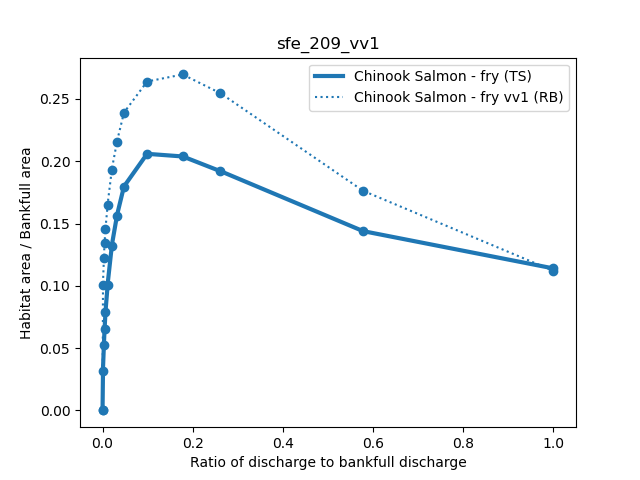 sfe_209_vv1
Chinook Salmon - fry (TS)
Chinook Salmon - fry vv1 (RB)
Habitat area / Bankfull area
0.25
0.20
0.15
0.10
0.05
0.00
0.0 0.2 0.4 0.6 0.8 1.0
Ratio of discharge to bankfull discharge